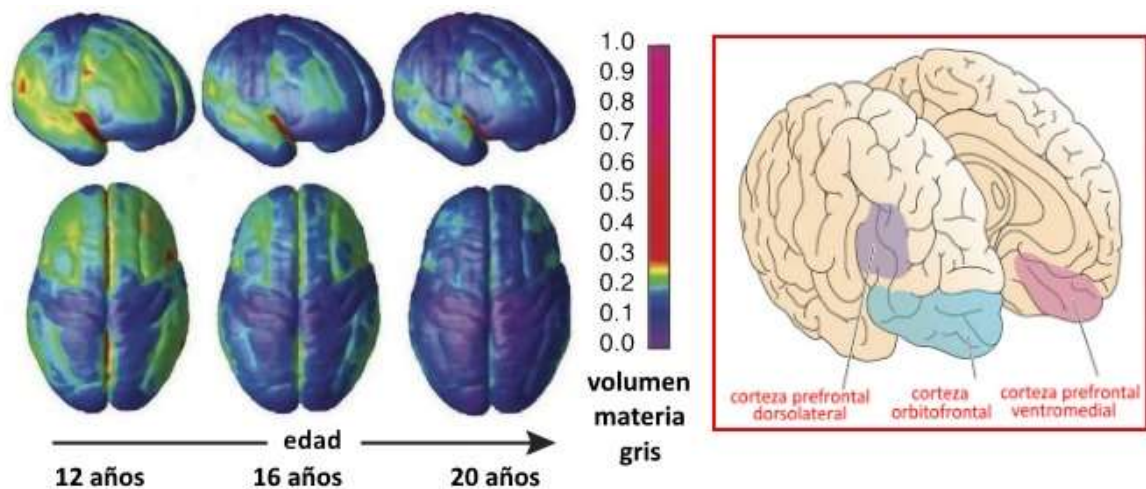 1.0
0.9
0.8
0.7
0.6
0.5
0.4
0.3
0.2
0.1
0.0
volumen
materia
gris
edad
12 años
16 años
20 años
corteza prefrontal
dorsolateral
corteza
orbitofrontal
corteza prefrontal
ventromedial